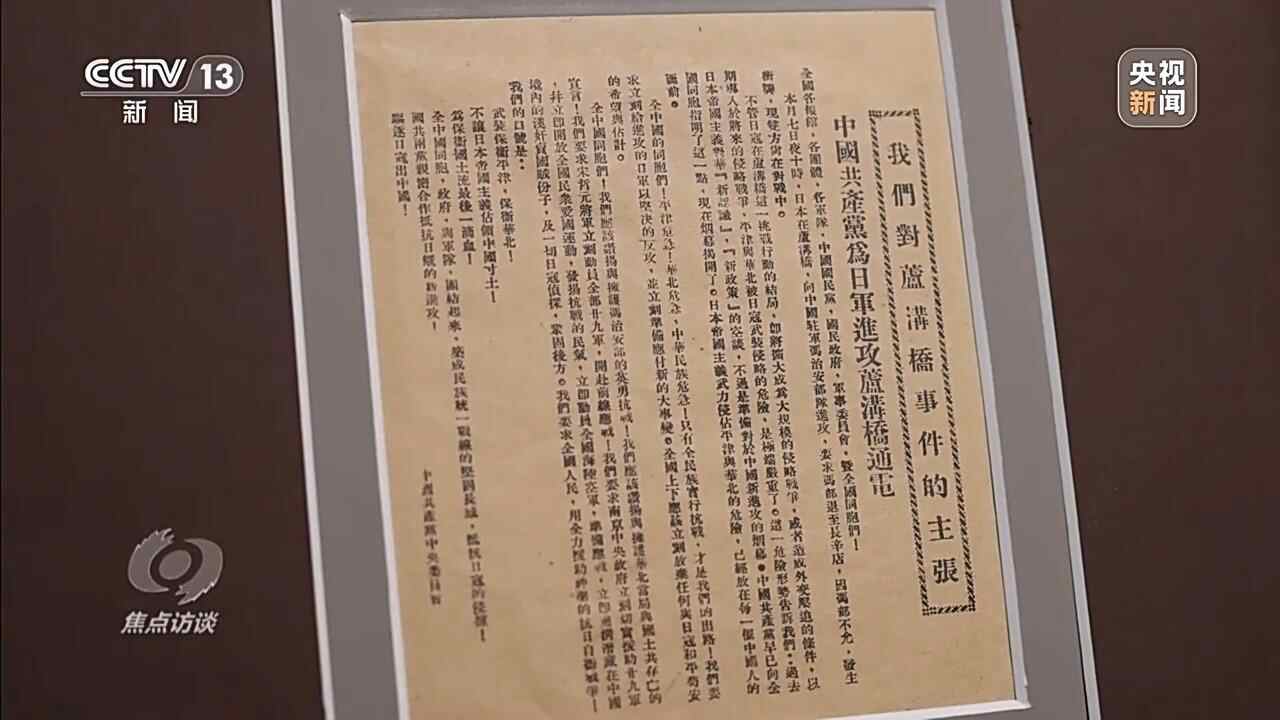 CCTV 13
新闻
央视
新闻
我們對蘆溝橋事件的主張
中國共產黨為日軍進攻蘆溝橋通電
全國各報館，各團體，各軍隊，中國國民黨，國民政府，軍事委員會，暨全國同胞們！
本月七日夜十時，日本在蘆溝橋，向中國駐軍馮治安部隊進攻，要求馮部退至長辛店，因馮部不允，發生
衝突，現雙方尚在對戰中。
不管日寇在蘆溝橋這一挑戰行動的結局，即將擴大成為大規模的侵略戰爭，或者造成外交壓迫的條件，以
期導入於將來的侵略戰爭，平津與華北被日寇武裝侵略的危險，是極端嚴重了。這一危險形勢告訴我們：過去
日本帝國主義對華『新認識』，『新政策』的空談，不過是準備對於中國新進攻的烟幕。中國共產黨早已向全
國同胞指明了這一點，現在烟幕揭開了。日本帝國主義武力侵佔平津與華北的危險，已經放在每一個中國人的
面前。
全中國的同胞們！平津危急！華北危急！中華民族危急！只有全民族實行抗戰，才是我們的出路！我們要
求立刻給進攻的日軍以堅決的反攻，並立刻準備應付新的大事變。全國上下應該立刻放棄任何與日寇和平苟安
的希望與估計。
全中國同胞們！我們應該讚揚與擁護馮治安部的英勇抗戰！我們應該讚揚與擁護華北當局與國土共存亡的
宣言！我們要求宋哲元將軍立刻動員全部廿九軍，開赴前線應戰！我們要求南京中央政府立刻切實援助廿九軍
，并立即開放全國民衆愛國運動，發揚抗戰的民氣，立即動員全國海陸空軍，準備應戰，立即肅清潛藏在中國
境內的漢奸賣國賊份子，及一切日寇偵探，鞏固後方。我們要求全國人民，用全力援助神聖的抗日自衛戰爭！
我們的口號是：
武裝保衛平津，保衛華北！
不讓日本帝國主義佔領中國寸土！
為保衛國土流最後一滴血！
全中國同胞，政府，與軍隊，團結起來，築成民族統一戰線的堅固長城，抵抗日寇的侵掠！
國共兩黨親密合作抵抗日寇的新進攻！
驅逐日寇出中國！
中國共產黨中央委員會
焦点访谈